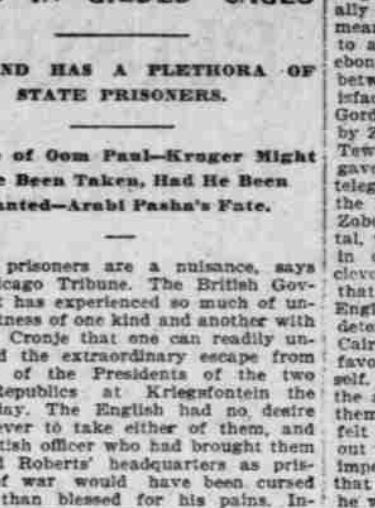 IN GILDED CAGES
ND HAS A PLETHORA OF
STATE PRISONERS.
of Oom Paul—Kruger Might
e Been Taken, Had He Been
anted—Arabi Pasha's Fate.
prisoners are a nuisance, says
icago Tribune. The British Gov-
t has experienced so much of un-
tness of one kind and another with
Cronje that one can readily un-
d the extraordinary escape from
of the Presidents of the two
Republics at Kriegsfontein the
day. The English had no desire
ever to take either of them, and
tish officer who had brought them
d Roberts' headquarters as pris-
of war would have been cursed
than blessed for his pains. In-
ally
mean
to a
ebon
betw
isfac
Gord
by Z
Tew
gave
teleg
the
Zobe
tal,
in
cleve
that
Engl
dete
Cair
favo
self.
the a
them
felt
out
impe
that
he w